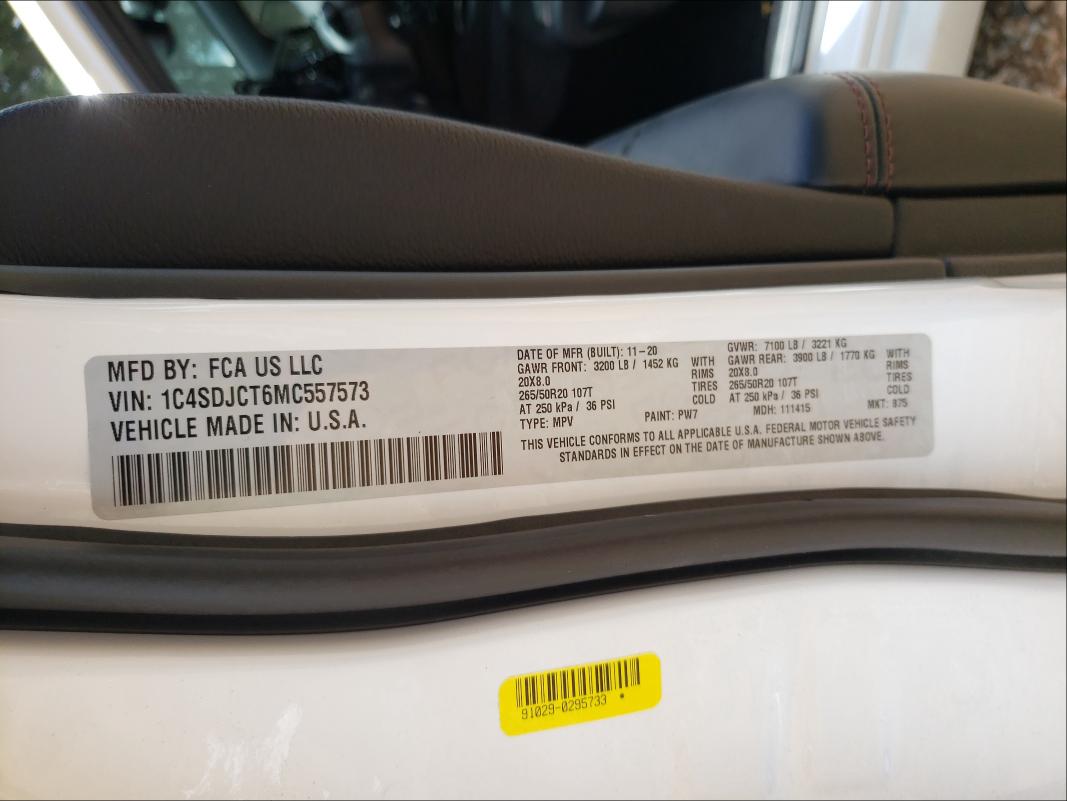 MFD BY: FCA US LLC
VIN: 1C4SDJCT6MC557573
VEHICLE MADE IN: U.S.A.
DATE OF MFR (BUILT): 11-20
GAWR FRONT: 3200 LB / 1452 KG WITH
20X8.0 RIMS
265/50R20 107T TIRES
AT 250 kPa / 36 PSI COLD
TYPE: MPV PAINT: PW7
GVWR: 7100 LB / 3221 KG
GAWR REAR: 3900 LB / 1770 KG WITH
20X8.0 RIMS
265/50R20 107T TIRES
AT 250 kPa / 36 PSI COLD
MDH: 111415 MKT: 875
THIS VEHICLE CONFORMS TO ALL APPLICABLE U.S.A. FEDERAL MOTOR VEHICLE SAFETY
STANDARDS IN EFFECT ON THE DATE OF MANUFACTURE SHOWN ABOVE.
91029-0295733 *